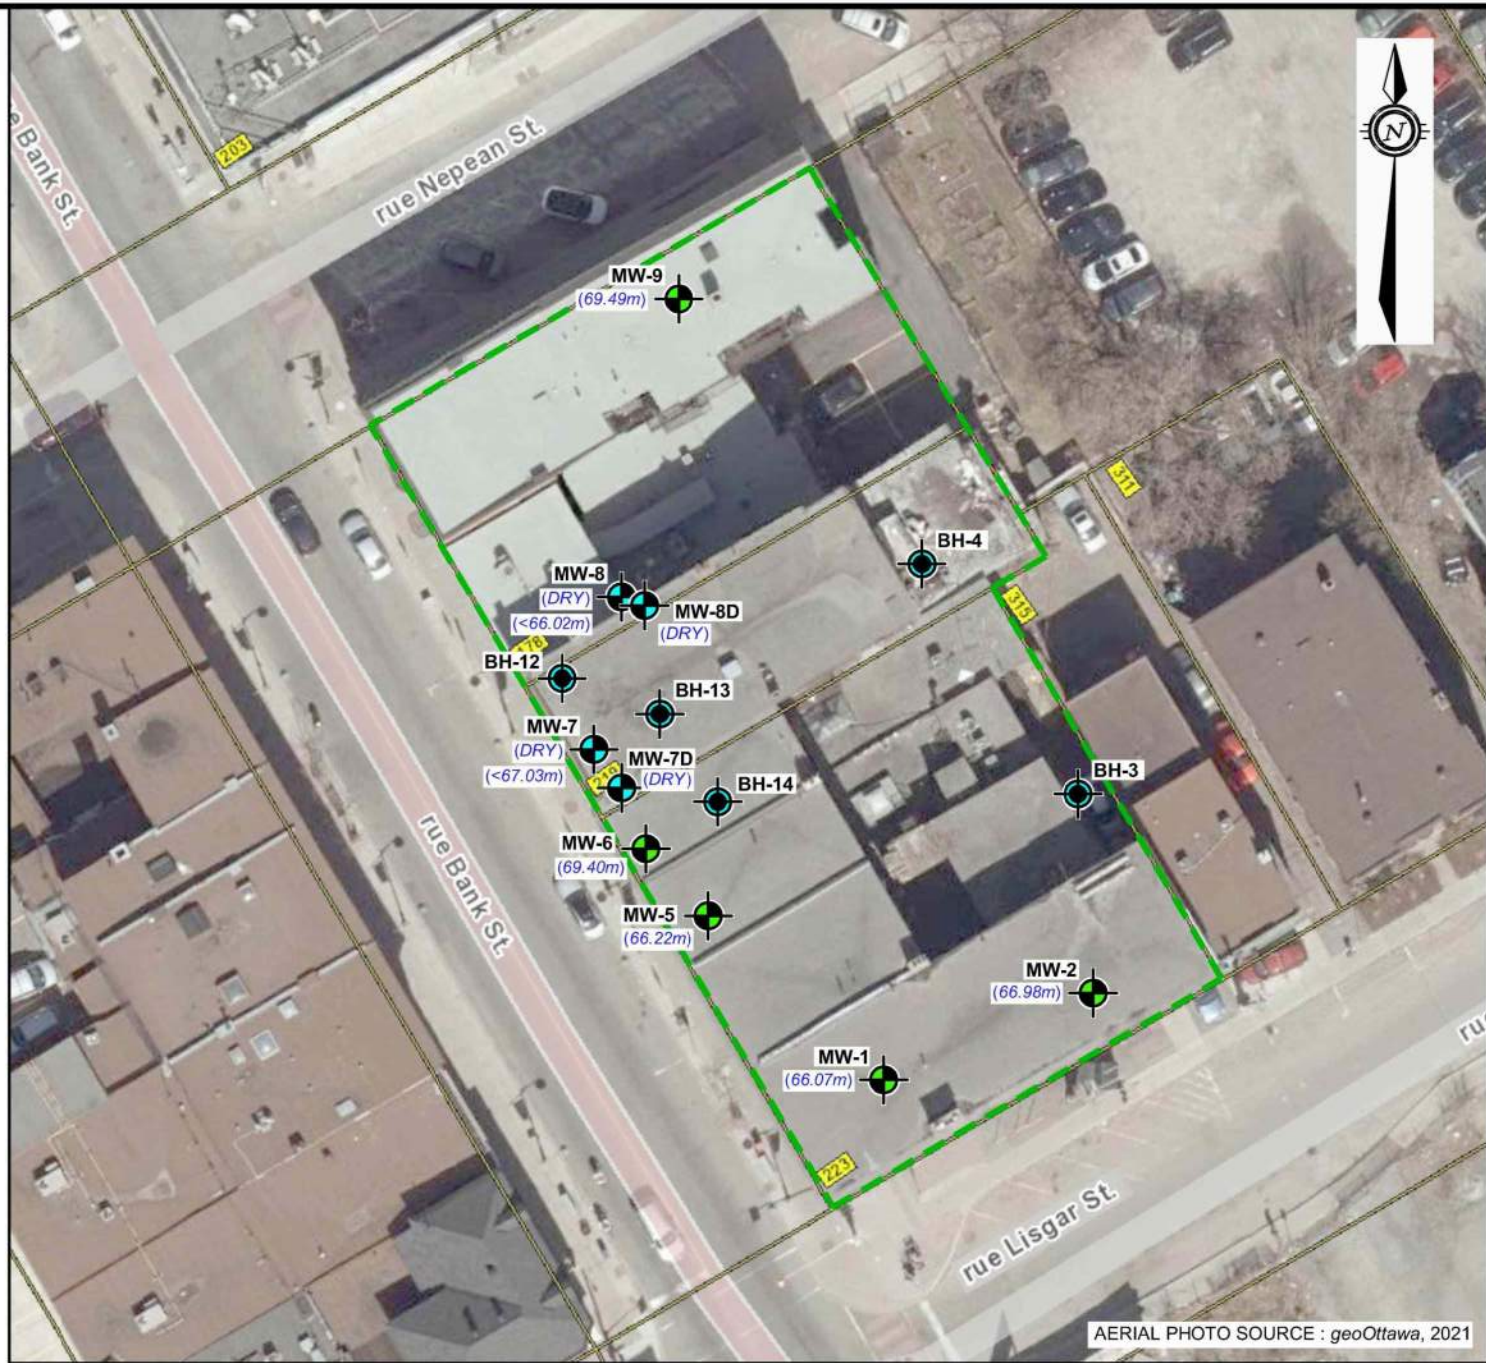 203
rue Nepean St.
e Bank St.
N
MW-9
(69.49m)
311
BH-4
MW-8
(DRY)
(<66.02m)
MW-8D
(DRY)
315
178
BH-12
BH-13
MW-7
(DRY)
(<67.03m)
MW-7D
(DRY)
219
BH-14
BH-3
MW-6
(69.40m)
rue Bank St.
MW-5
(66.22m)
MW-2
(66.98m)
MW-1
(66.07m)
rue
223
rue Lisgar St.
AERIAL PHOTO SOURCE : geoOttawa, 2021